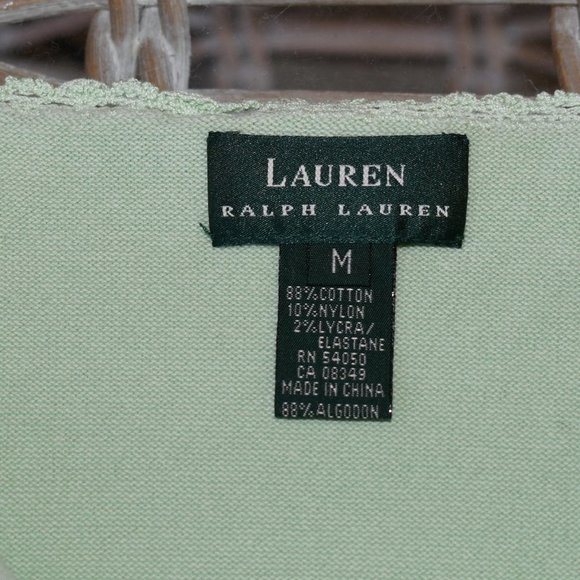 LAUREN
RALPH LAUREN
M
88% COTTON
10% NYLON
2% LYCRA/
ELASTANE
RN 54050
CA 08349
MADE IN CHINA
88% ALGODON